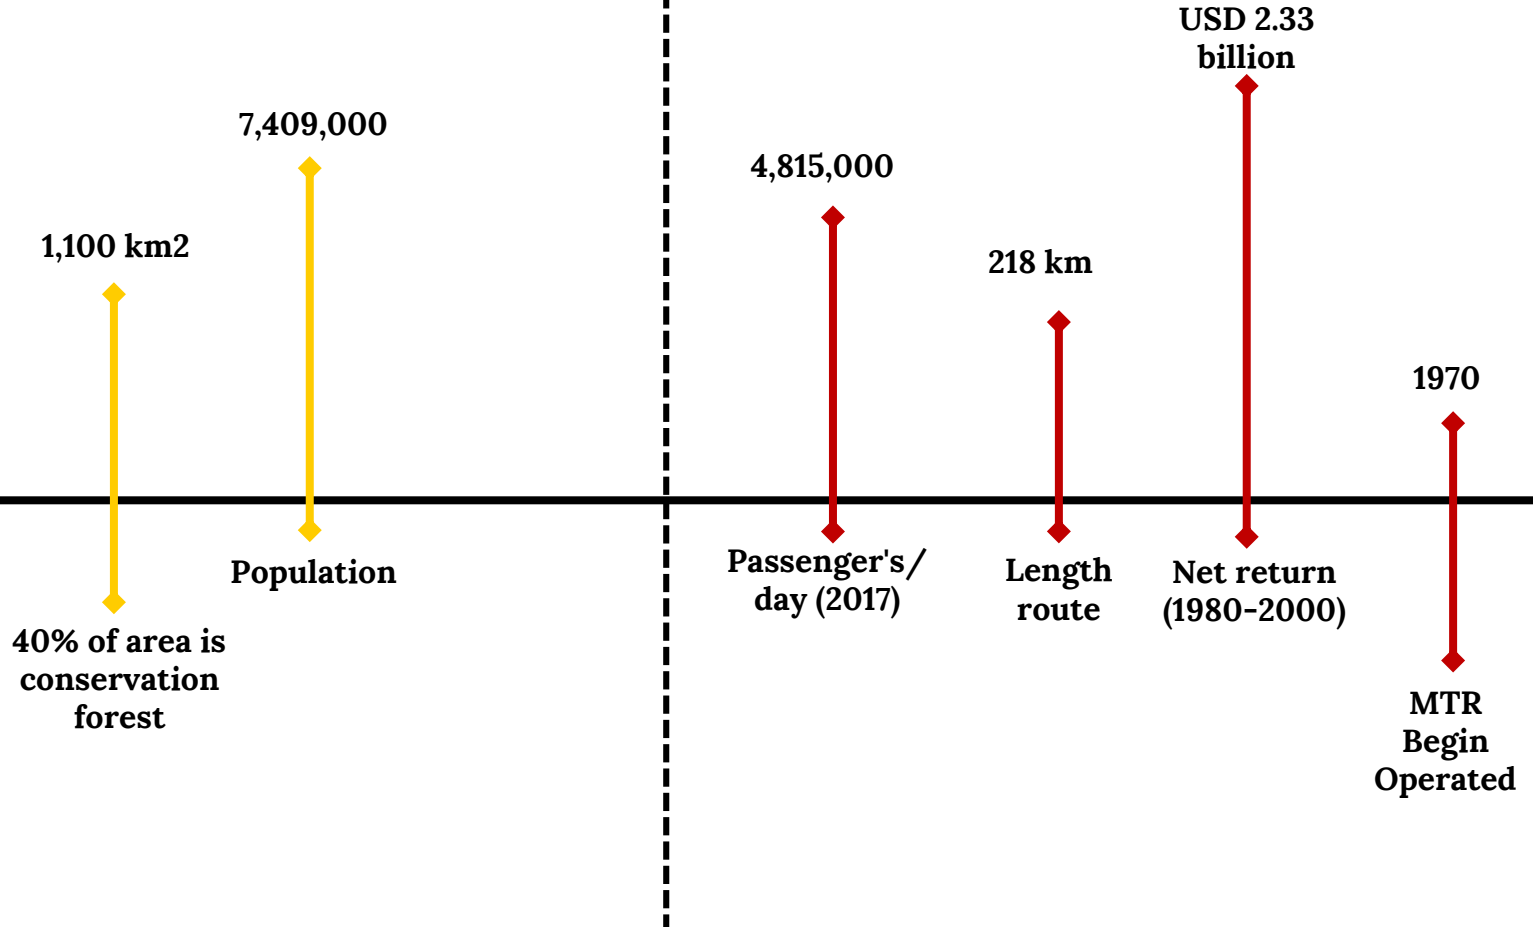 1,100 km2
40% of area is
conservation
forest
7,409,000
Population
4,815,000
Passenger's/
day (2017)
218 km
Length
route
USD 2.33
billion
Net return
(1980-2000)
1970
MTR
Begin
Operated